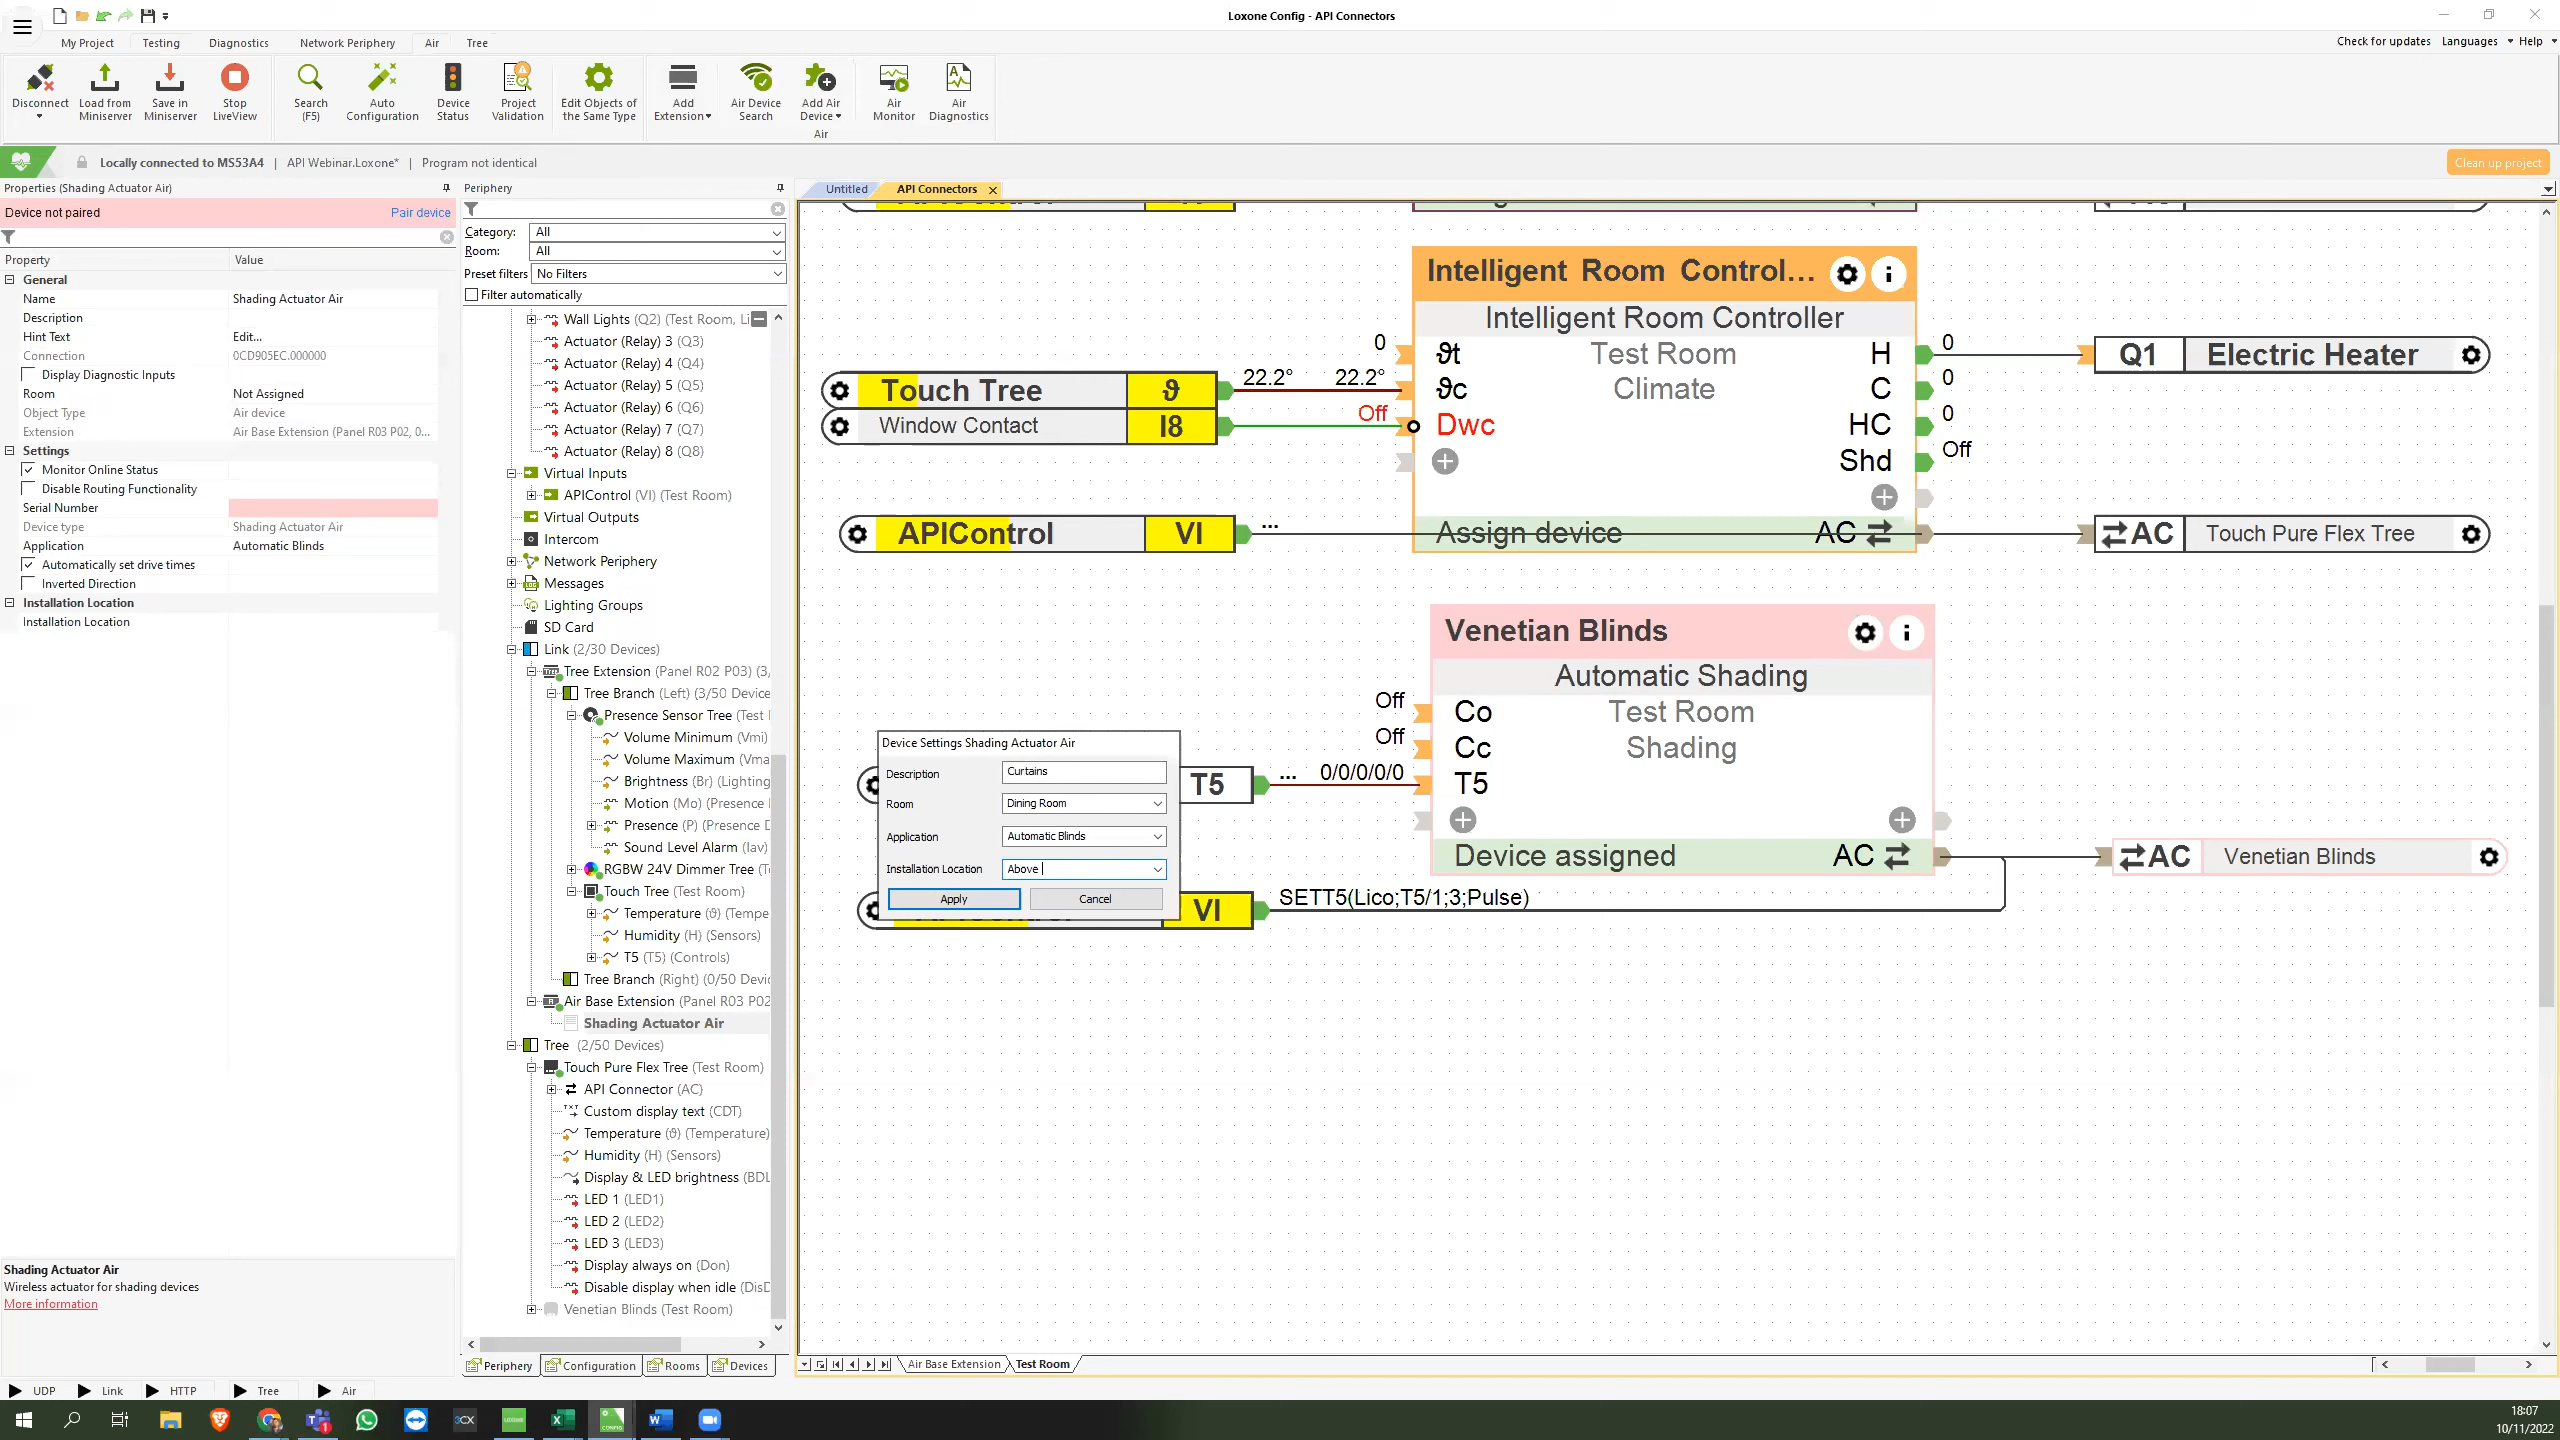 Loxone Config - API Connectors
My Project
Testing
Diagnostics
Network Periphery
Air
Tree
Check for updates
Languages
Help
Disconnect
Load from Miniserver
Save in Miniserver
Stop LiveView
Search (F5)
Auto Configuration
Device Status
Project Validation
Edit Objects of the Same Type
Add Extension
Air Device Search
Add Air Device
Air Monitor
Air Diagnostics
Air
Locally connected to MS53A4 | API Webinar.Loxone* | Program not identical
Clean up project
Properties (Shading Actuator Air)
Device not paired
Pair device
Property Value
General
Name Shading Actuator Air
Description
Hint Text Edit...
Connection 0CD905EC.000000
Display Diagnostic Inputs
Room Not Assigned
Object Type Air device
Extension Air Base Extension (Panel R03 P02, 0...
Settings
Monitor Online Status
Disable Routing Functionality
Serial Number
Device type Shading Actuator Air
Application Automatic Blinds
Automatically set drive times
Inverted Direction
Installation Location
Installation Location
Shading Actuator Air
Wireless actuator for shading devices
More information
Periphery
Category: All
Room: All
Preset filters No Filters
Filter automatically
Wall Lights (Q2) (Test Room, Li
Actuator (Relay) 3 (Q3)
Actuator (Relay) 4 (Q4)
Actuator (Relay) 5 (Q5)
Actuator (Relay) 6 (Q6)
Actuator (Relay) 7 (Q7)
Actuator (Relay) 8 (Q8)
Virtual Inputs
APIControl (VI) (Test Room)
Virtual Outputs
Intercom
Network Periphery
Messages
Lighting Groups
SD Card
Link (2/30 Devices)
Tree Extension (Panel R02 P03) (3,
Tree Branch (Left) (3/50 Device
Presence Sensor Tree (Test
Volume Minimum (Vmi)
Volume Maximum (Vma
Brightness (Br) (Lighting
Motion (Mo) (Presence
Presence (P) (Presence D
Sound Level Alarm (Iav)
RGBW 24V Dimmer Tree (T
Touch Tree (Test Room)
Temperature (ϑ) (Tempe
Humidity (H) (Sensors)
T5 (T5) (Controls)
Tree Branch (Right) (0/50 Devic
Air Base Extension (Panel R03 P02
Shading Actuator Air
Tree (2/50 Devices)
Touch Pure Flex Tree (Test Room)
API Connector (AC)
Custom display text (CDT)
Temperature (ϑ) (Temperature)
Humidity (H) (Sensors)
Display & LED brightness (BDL
LED 1 (LED1)
LED 2 (LED2)
LED 3 (LED3)
Display always on (Don)
Disable display when idle (DisD
Venetian Blinds (Test Room)
Periphery
Configuration
Rooms
Devices
Untitled
API Connectors
Intelligent Room Control...
Intelligent Room Controller
Test Room
Climate
0
ϑt
22.2° 22.2°
ϑc
Off
Dwc
H 0
C 0
HC 0
Shd Off
Assign device AC
Touch Tree ϑ
Window Contact I8
APIControl VI ...
Q1 Electric Heater
AC Touch Pure Flex Tree
Venetian Blinds
Automatic Shading
Test Room
Shading
Off Co
Off Cc
T5 ... 0/0/0/0/0 T5
Device assigned AC
AC Venetian Blinds
VI SETT5(Lico;T5/1;3;Pulse)
Device Settings Shading Actuator Air
Description Curtains
Room Dining Room
Application Automatic Blinds
Installation Location Above
Apply
Cancel
Air Base Extension
Test Room
UDP
Link
HTTP
Tree
Air
3CX
LOXONE
CONFIG
1
18:07
10/11/2022